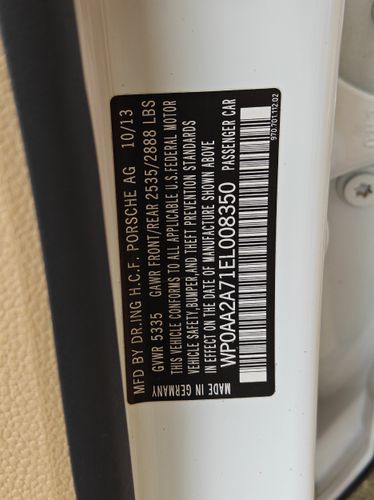 MFD BY DR.ING H.C.F. PORSCHE AG 10/13
GVWR 5335 GAWR FRONT/REAR 2535/2888 LBS
THIS VEHICLE CONFORMS TO ALL APPLICABLE U.S.FEDERAL MOTOR
VEHICLE SAFETY,BUMPER,AND THEFT PREVENTION STANDARDS
IN EFFECT ON THE DATE OF MANUFACTURE SHOWN ABOVE
WP0AA2A71EL008350 PASSENGER CAR
MADE IN GERMANY
970.701.112.02